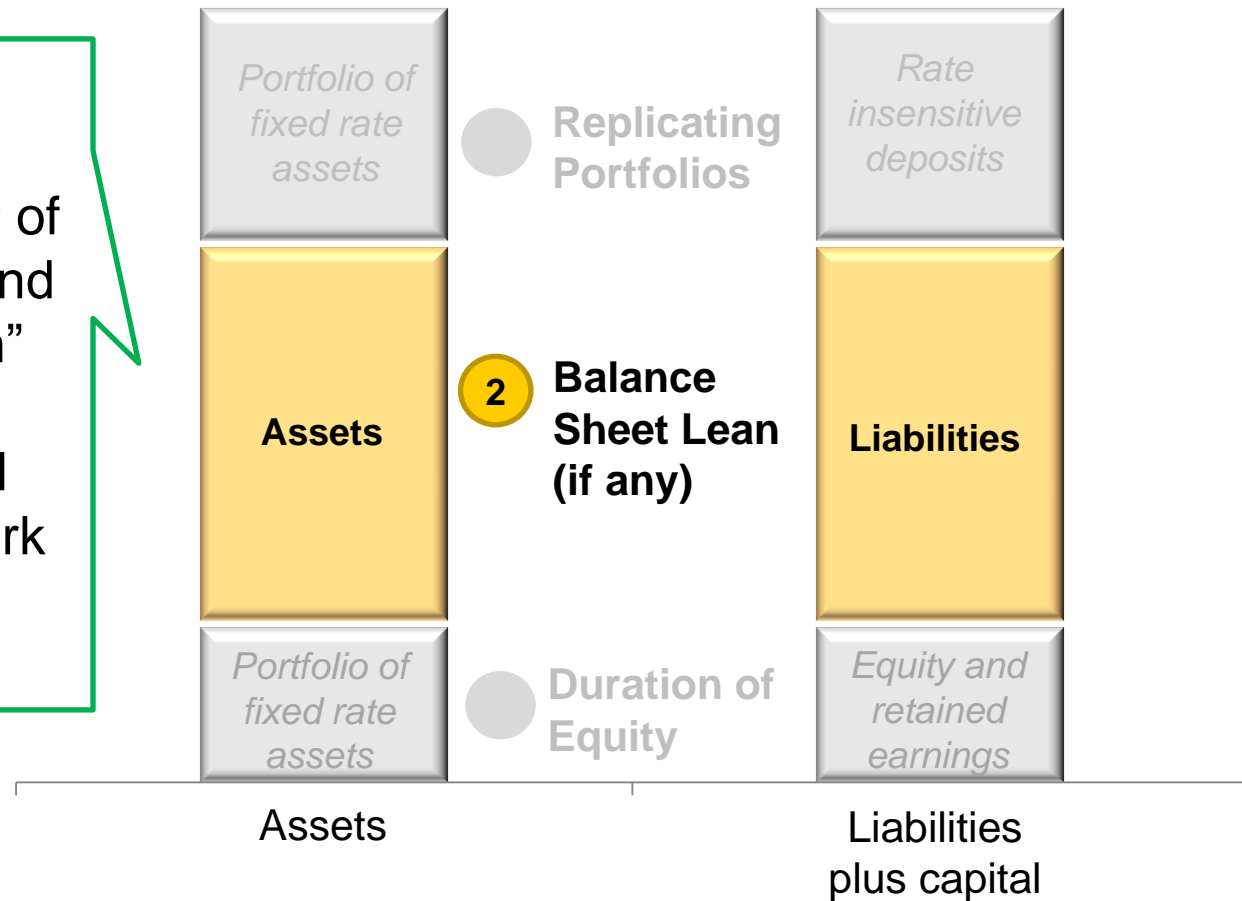 of
Portfolio of
fixed rate
assets
Replicating
Portfolios
Rate
insensitive
deposits
Assets
2
Balance
Sheet Lean
(if any)
Liabilities
Portfolio of
fixed rate
assets
Duration of
Equity
Equity and
retained
earnings
Assets
Liabilities
plus capital